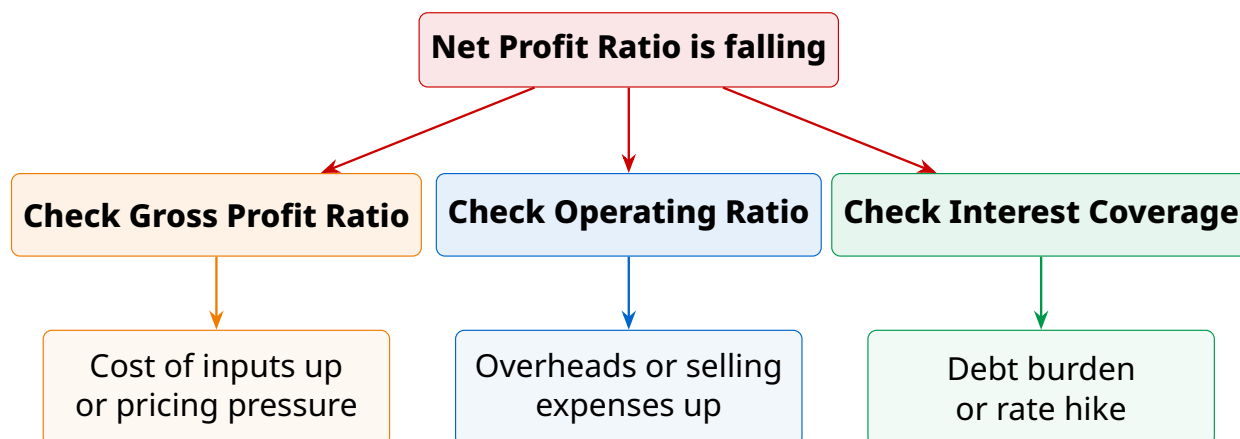 Net Profit Ratio is falling
Check Gross Profit Ratio
Check Operating Ratio
Check Interest Coverage
Cost of inputs up
or pricing pressure
Overheads or selling
expenses up
Debt burden
or rate hike